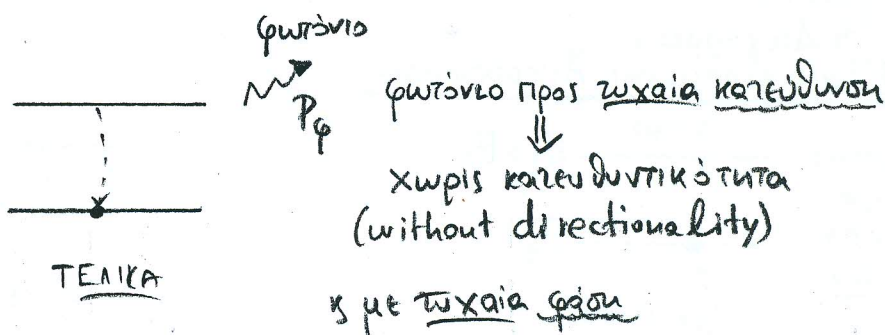 φωτόνιο
P_φ
φωτόνιο προς τυχαία κατεύθυνση
⇓
χωρίς κατευθυντικότητα
(without directionality)
ΤΕΛΙΚΑ
ϗ με τυχαία φάση